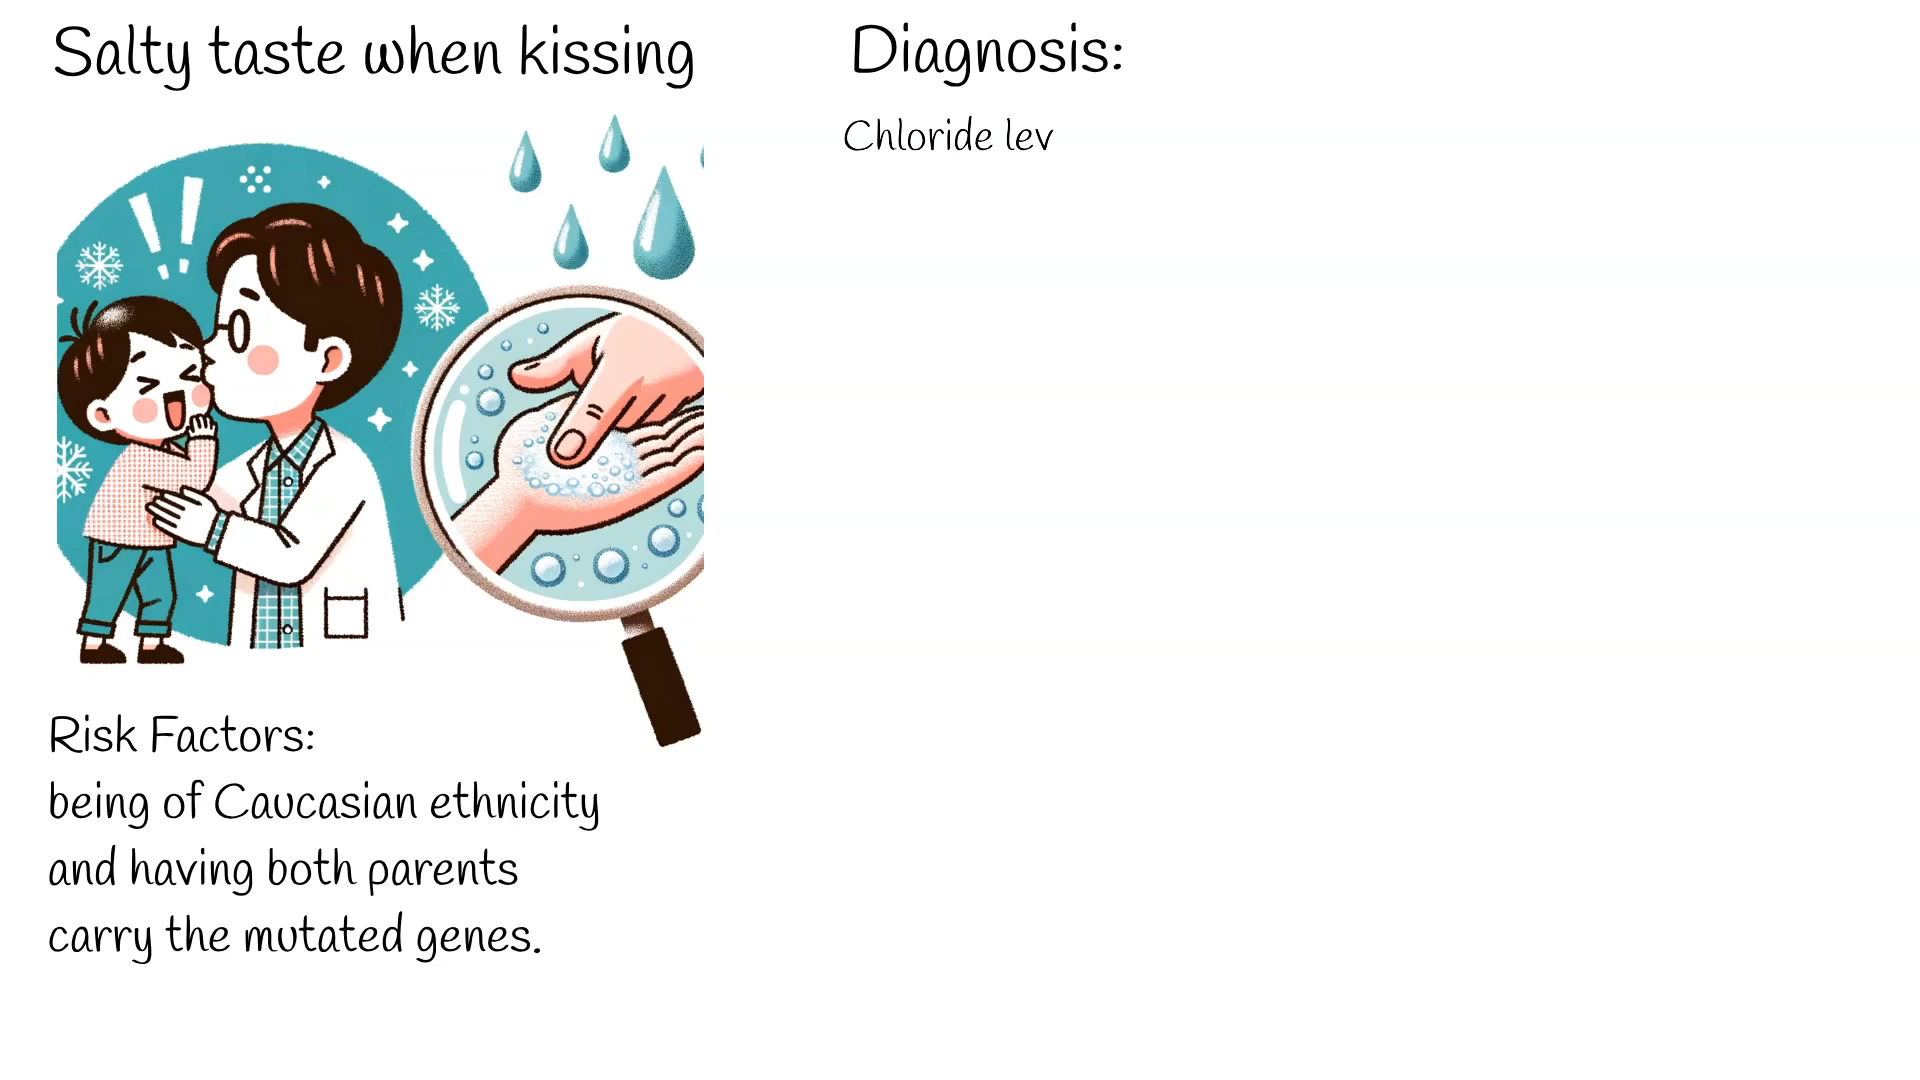 Salty taste when kissing
Risk Factors:
being of Caucasian ethnicity
and having both parents
carry the mutated genes.
Diagnosis:
Chloride lev